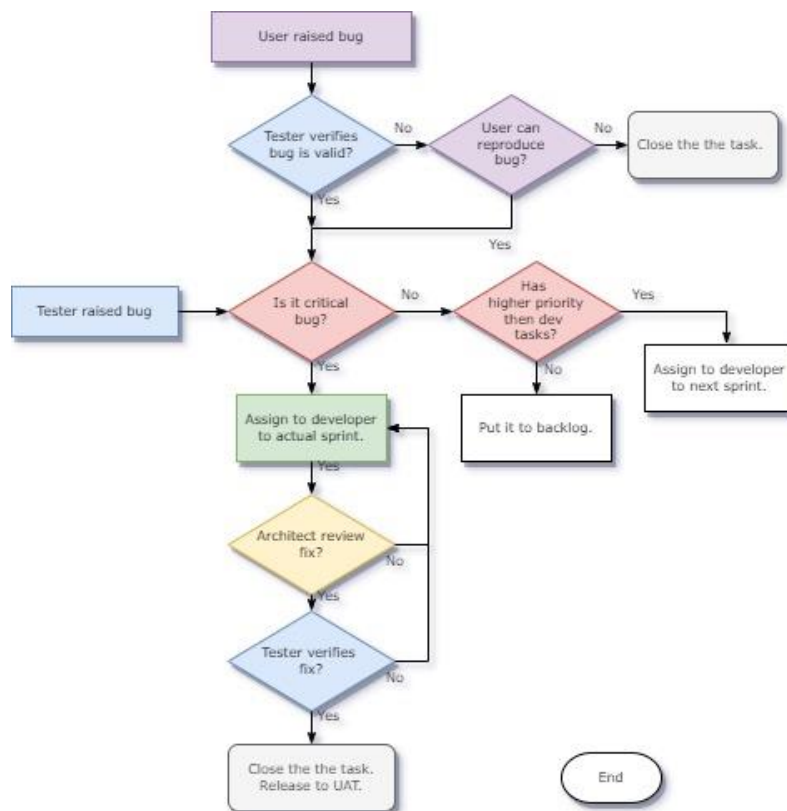 User raised bug
Tester verifies
bug is valid?
No
User can
reproduce
bug?
No
Close the the task.
Yes
Yes
Tester raised bug
Is it critical
bug?
No
Has
higher priority
then dev
tasks?
Yes
Yes
No
Assign to developer
to next sprint.
Assign to developer
to actual sprint.
Put it to backlog.
Yes
Architect review
fix?
No
Yes
Tester verifies
fix?
No
Yes
Close the the task.
Release to UAT.
End